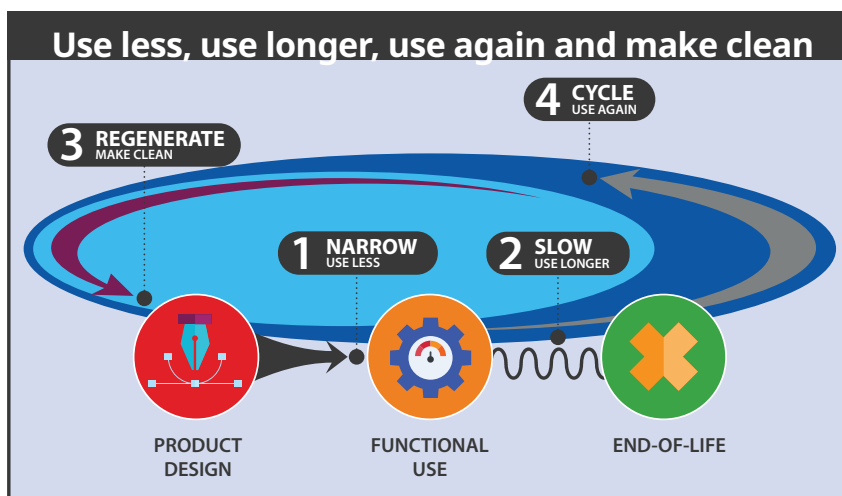 Use less, use longer, use again and make clean
4 CYCLE
USE AGAIN
3 REGENERATE
MAKE CLEAN
1 NARROW
USE LESS
2 SLOW
USE LONGER
PRODUCT
DESIGN
FUNCTIONAL
USE
END-OF-LIFE